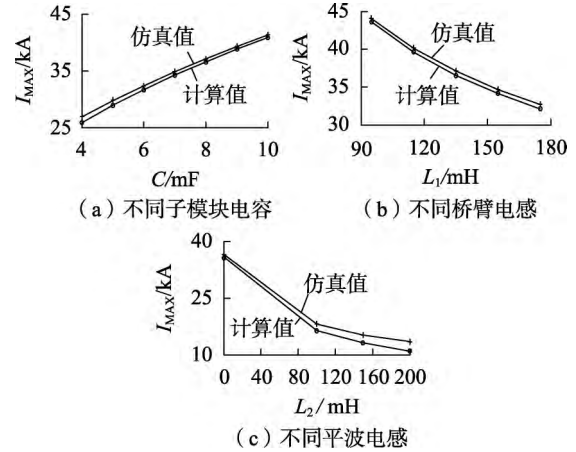 I_MAX/kA
45
35
25
仿真值
计算值
4 6 8 10
C/mF
(a)不同子模块电容
I_MAX/kA
45
40
35
30
仿真值
计算值
90 120 150 180
L₁/mH
(b)不同桥臂电感
I_MAX/kA
40
25
10
仿真值
计算值
0 40 80 120 160 200
L₂/mH
(c)不同平波电感